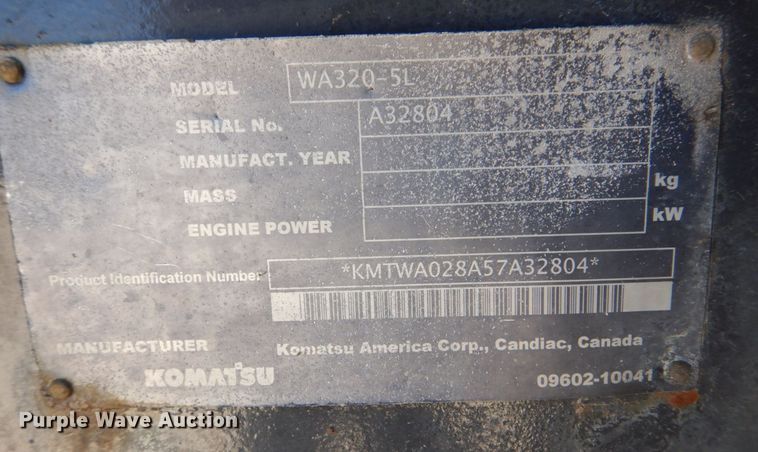 MODEL WA320-5L
SERIAL No. A32804
MANUFACT. YEAR
MASS kg
ENGINE POWER kW
Product Identification Number *KMTWA028A57A32804*
MANUFACTURER Komatsu America Corp., Candiac, Canada
KOMATSU 09602-10041
Purple Wave Auction